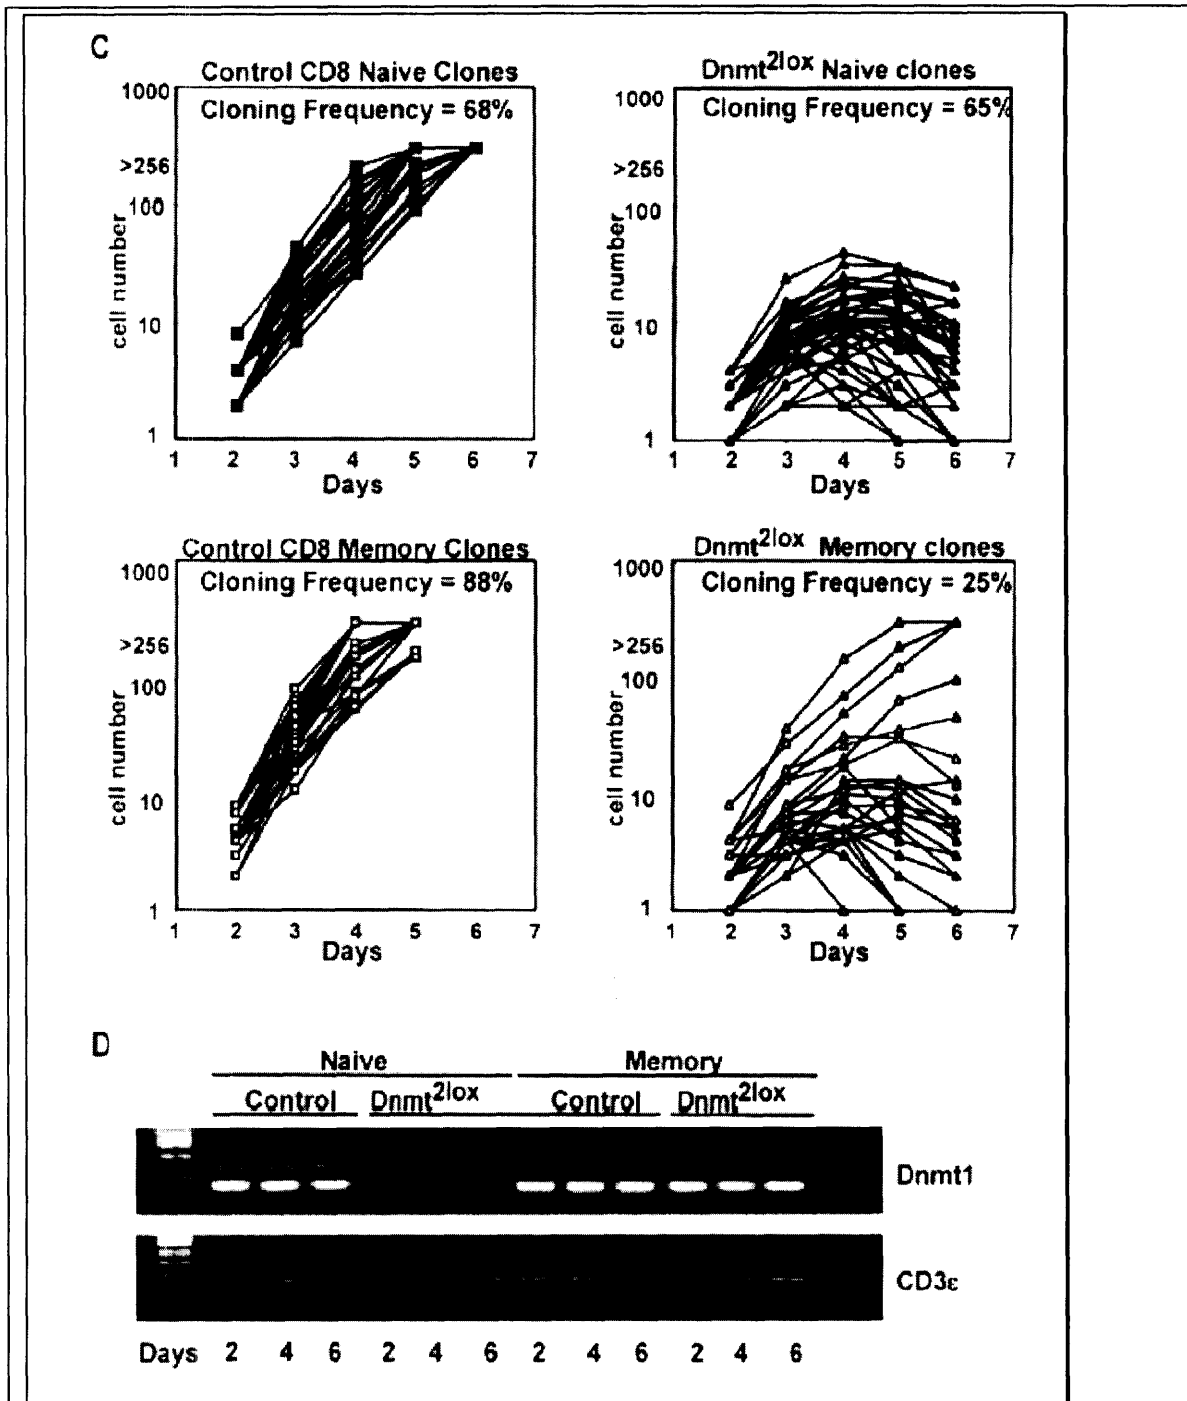 C
Control CD8 Naive Clones
Cloning Frequency = 68%
1000
>256
100
10
1
cell number
1 2 3 4 5 6 7
Days
Dnmt2lox Naive clones
Cloning Frequency = 65%
1000
>256
100
10
1
cell number
1 2 3 4 5 6 7
Days
Control CD8 Memory Clones
Cloning Frequency = 88%
1000
>256
100
10
1
cell number
1 2 3 4 5 6 7
Days
Dnmt2lox Memory clones
Cloning Frequency = 25%
1000
>256
100
10
1
cell number
1 2 3 4 5 6 7
Days
D
Naive Memory
Control Dnmt2lox Control Dnmt2lox
Dnmt1
CD3ε
Days 2 4 6 2 4 6 2 4 6 2 4 6